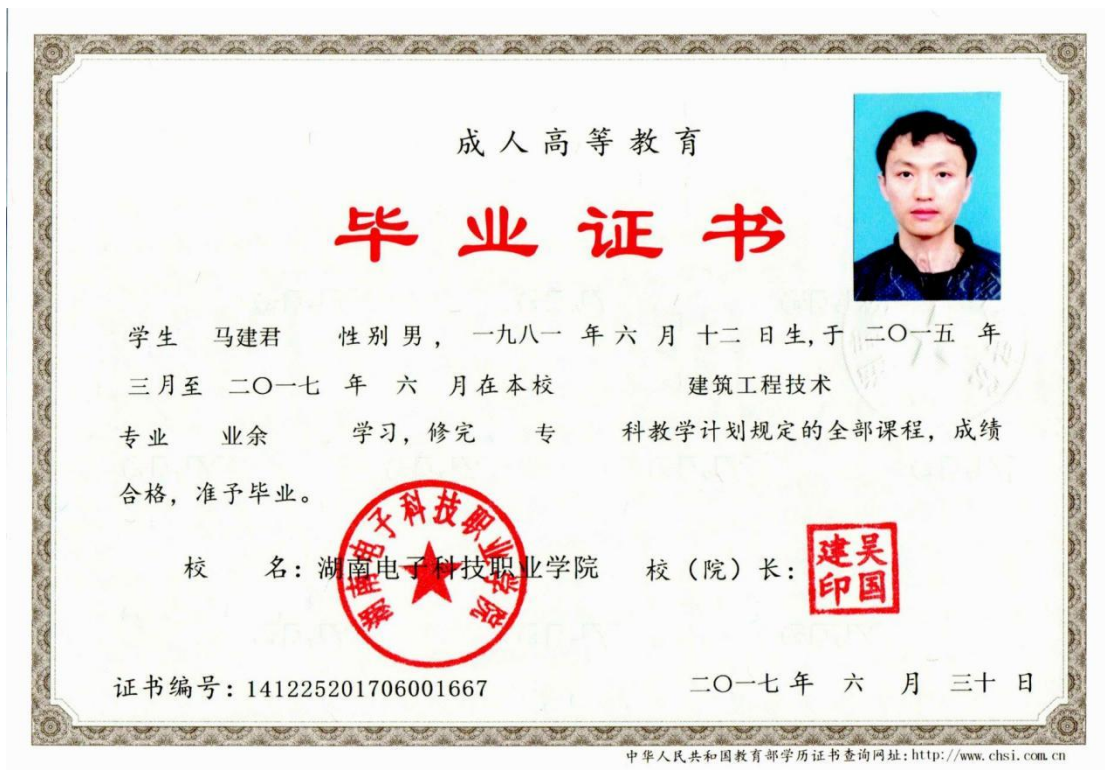 成人高等教育
毕业证书
学生 马建君 性别 男， 一九八一 年 六 月 十二 日生，于 二〇一五 年
三月至 二〇一七 年 六 月在本校 建筑工程技术
专业 业余 学习，修完 专 科教学计划规定的全部课程，成绩
合格，准予毕业。
校 名：湖南电子科技职业学院 校（院）长：
湖南电子科技职业学院
吴国建印
证书编号：141225201706001667 二〇一七 年 六 月 三十 日
中华人民共和国教育部学历证书查询网址：http://www.chsi.com.cn